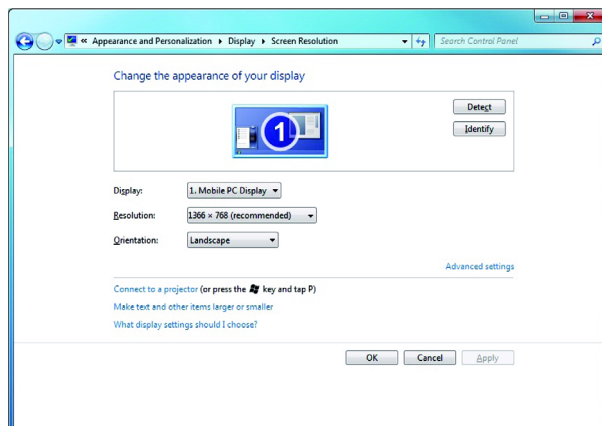 « Appearance and Personalization ▸ Display ▸ Screen Resolution
Search Control Panel
Change the appearance of your display
1
Detect
Identify
Display: 1. Mobile PC Display
Resolution: 1366 × 768 (recommended)
Orientation: Landscape
Advanced settings
Connect to a projector (or press the key and tap P)
Make text and other items larger or smaller
What display settings should I choose?
OK Cancel Apply